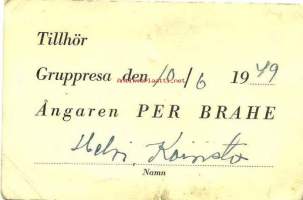 Tillhör
Gruppresa den 10/6 1949
Ångaren PER BRAHE
Helvi Koivisto
Namn